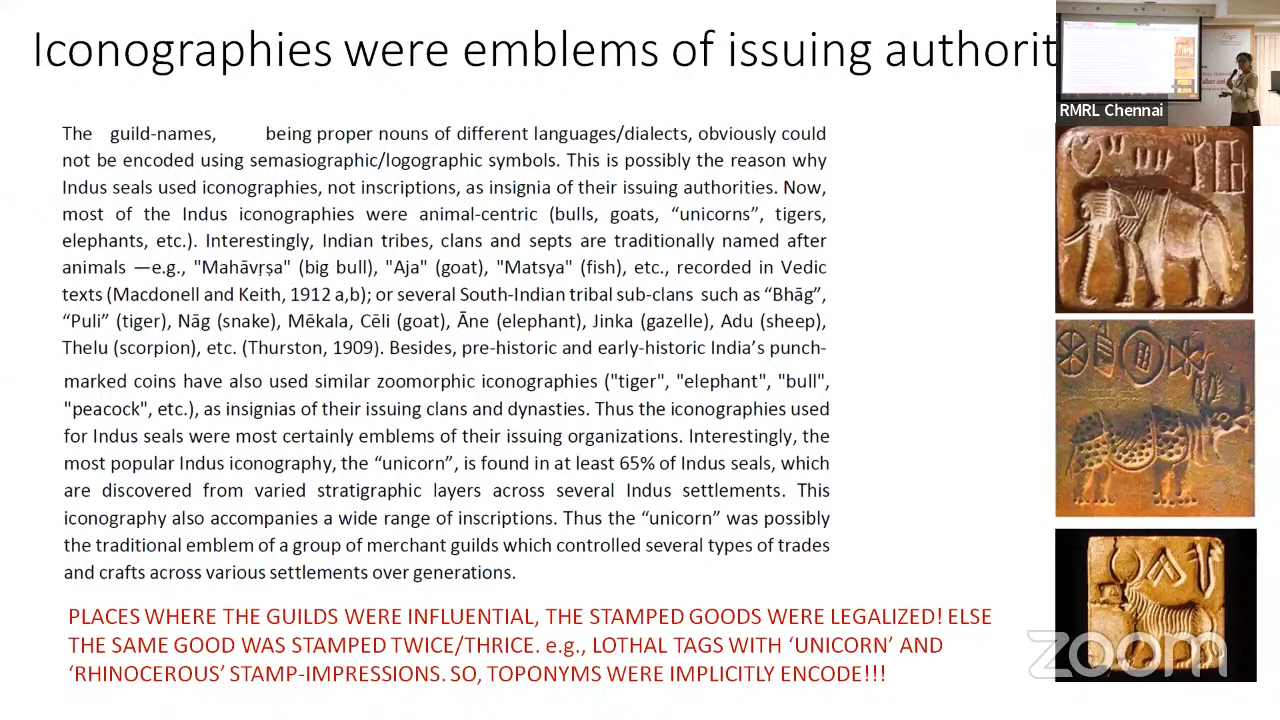 Iconographies were emblems of issuing authorit
RMRL Chennai
The guild-names, being proper nouns of different languages/dialects, obviously could
not be encoded using semasiographic/logographic symbols. This is possibly the reason why
Indus seals used iconographies, not inscriptions, as insignia of their issuing authorities. Now,
most of the Indus iconographies were animal-centric (bulls, goats, “unicorns”, tigers,
elephants, etc.). Interestingly, Indian tribes, clans and septs are traditionally named after
animals —e.g., "Mahāvṛṣa" (big bull), "Aja" (goat), "Matsya" (fish), etc., recorded in Vedic
texts (Macdonell and Keith, 1912 a,b); or several South-Indian tribal sub-clans such as “Bhāg”,
“Puli” (tiger), Nāg (snake), Mēkala, Cēli (goat), Āne (elephant), Jinka (gazelle), Adu (sheep),
Thelu (scorpion), etc. (Thurston, 1909). Besides, pre-historic and early-historic India’s punch-
marked coins have also used similar zoomorphic iconographies ("tiger", "elephant", "bull",
"peacock", etc.), as insignias of their issuing clans and dynasties. Thus the iconographies used
for Indus seals were most certainly emblems of their issuing organizations. Interestingly, the
most popular Indus iconography, the “unicorn”, is found in at least 65% of Indus seals, which
are discovered from varied stratigraphic layers across several Indus settlements. This
iconography also accompanies a wide range of inscriptions. Thus the “unicorn” was possibly
the traditional emblem of a group of merchant guilds which controlled several types of trades
and crafts across various settlements over generations.
PLACES WHERE THE GUILDS WERE INFLUENTIAL, THE STAMPED GOODS WERE LEGALIZED! ELSE
THE SAME GOOD WAS STAMPED TWICE/THRICE. e.g., LOTHAL TAGS WITH ‘UNICORN’ AND
‘RHINOCEROUS’ STAMP-IMPRESSIONS. SO, TOPONYMS WERE IMPLICITLY ENCODE!!!
zoom